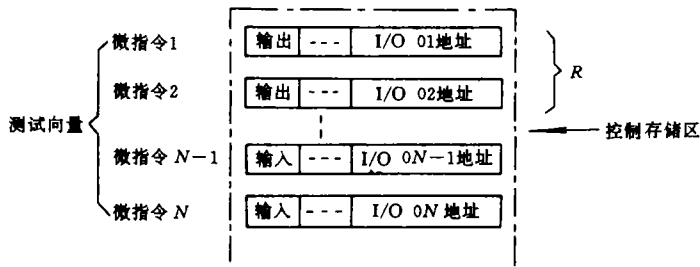 微指令1 输出 --- I/O 01地址
R
微指令2 输出 --- I/O 02地址
测试向量
控制存储区
微指令 N-1 输入 --- I/O 0N-1地址
微指令 N 输入 --- I/O 0N 地址